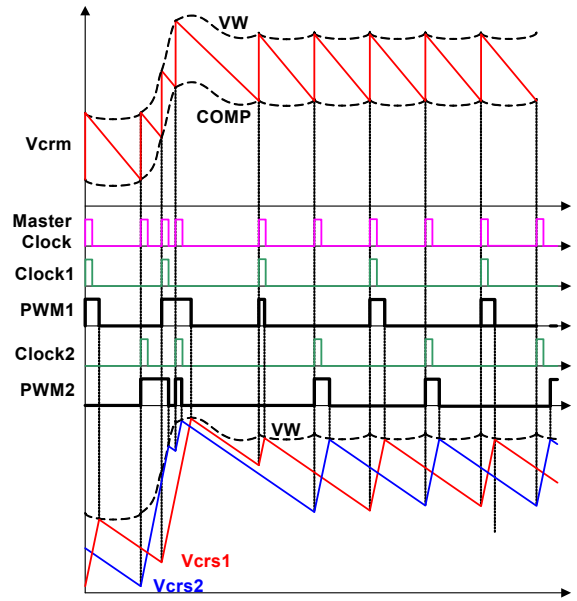 VW
COMP
Vcrm
Master
Clock
Clock1
PWM1
Clock2
PWM2
VW
Vcrs1
Vcrs2